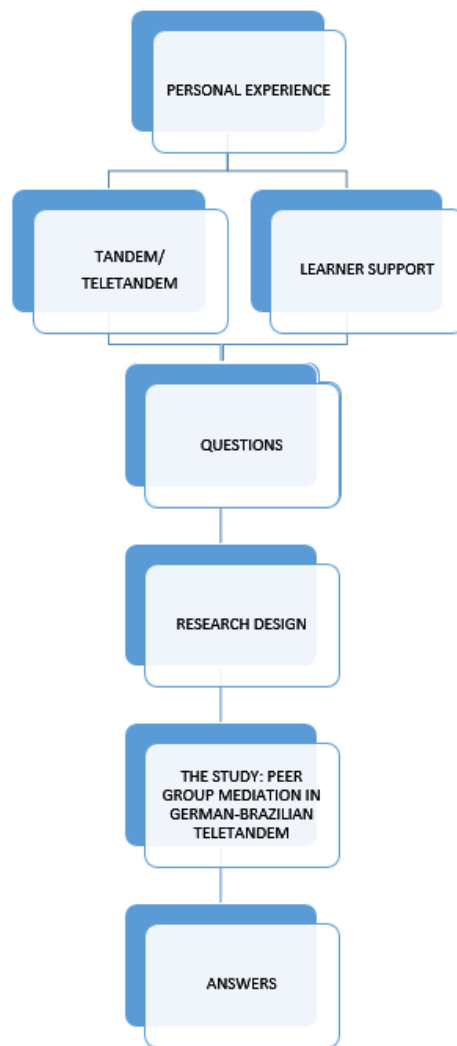 PERSONAL EXPERIENCE
TANDEM/
TELETANDEM
LEARNER SUPPORT
QUESTIONS
RESEARCH DESIGN
THE STUDY: PEER
GROUP MEDIATION IN
GERMAN-BRAZILIAN
TELETANDEM
ANSWERS